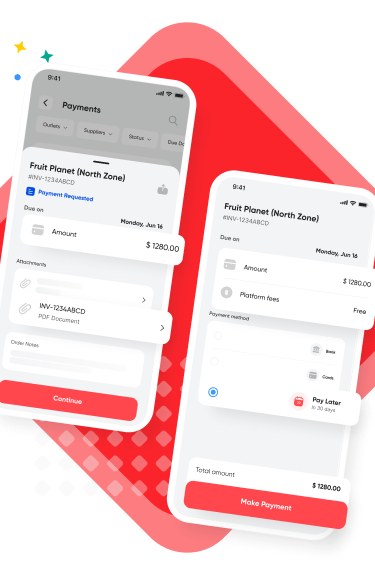 9:41
Payments
Outlets
Suppliers
Status
Due Da
Fruit Planet (North Zone)
#INV-1234ABCD
Payment Requested
Due on
Monday, Jun 16
Amount
$ 1280.00
Attachments
INV-1234ABCD
PDF Document
Order Notes
Continue
9:41
Fruit Planet (North Zone)
#INV-1234ABCD
Due on
Monday, Jun 16
Amount
$ 1280.00
Platform fees
Free
Payment method
Bank
Cards
Pay Later
In 30 days
Total amount
$ 1280.00
Make Payment